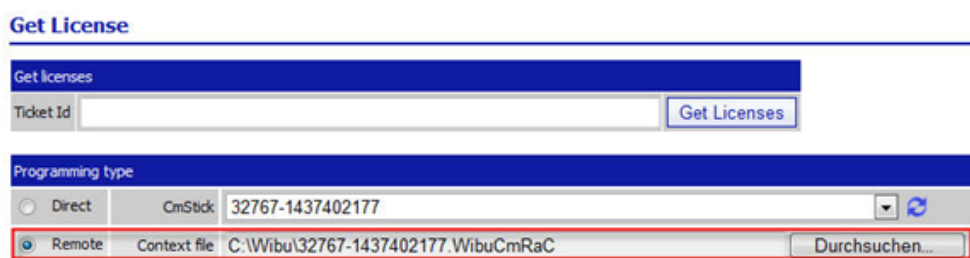 Get License
Get licenses
Ticket Id Get Licenses
Programming type
Direct CmStick 32767-1437402177
Remote Context file C:\Wibu\32767-1437402177.WibuCmRaC Durchsuchen...